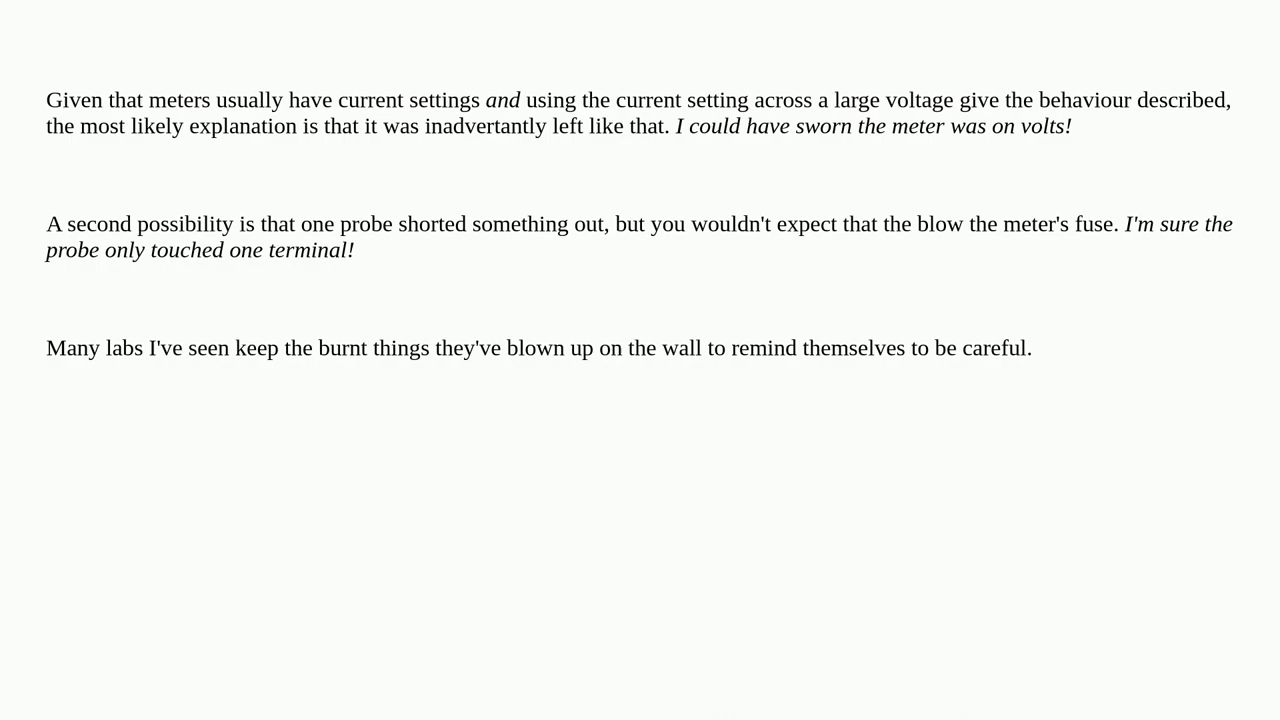 Given that meters usually have current settings and using the current setting across a large voltage give the behaviour described,
the most likely explanation is that it was inadvertantly left like that. I could have sworn the meter was on volts!
A second possibility is that one probe shorted something out, but you wouldn't expect that the blow the meter's fuse. I'm sure the
probe only touched one terminal!
Many labs I've seen keep the burnt things they've blown up on the wall to remind themselves to be careful.